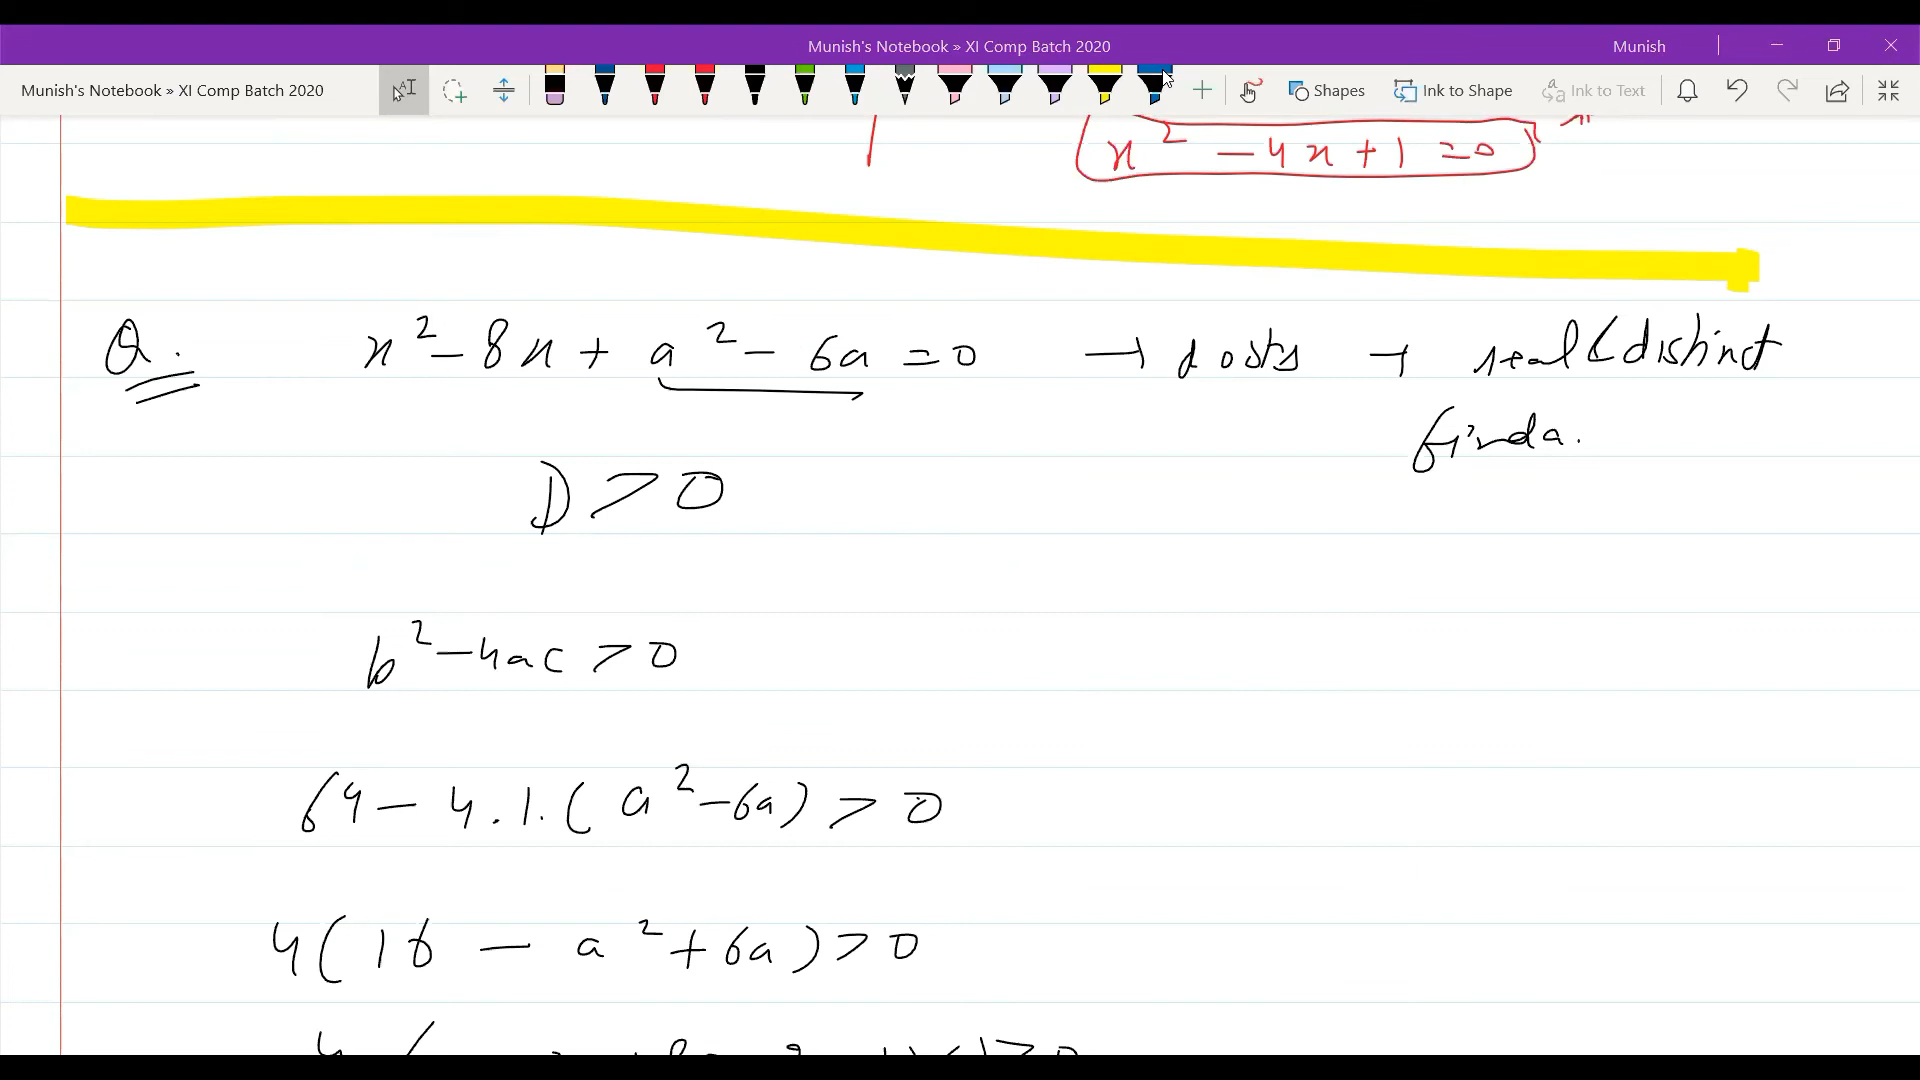 Munish's Notebook » XI Comp Batch 2020
Munish
Munish's Notebook » XI Comp Batch 2020
Shapes
Ink to Shape
Ink to Text
x² - 4x + 1 = 0
Q. x² - 8x + a² - 6a = 0 → roots → real & distinct
find a.
D > 0
b² - 4ac > 0
64 - 4.1.(a² - 6a) > 0
4(16 - a² + 6a) > 0